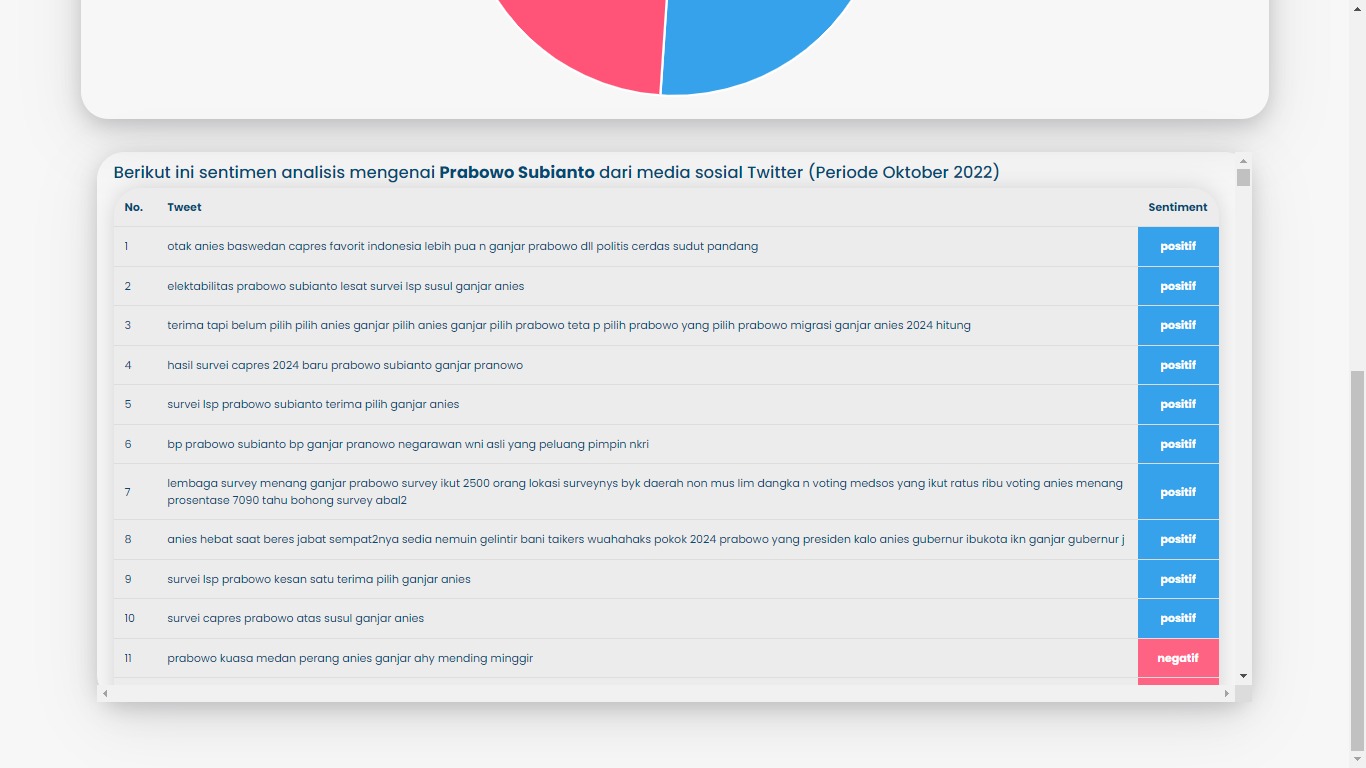 Berikut ini sentimen analisis mengenai Prabowo Subianto dari media sosial Twitter (Periode Oktober 2022)
No. Tweet Sentiment
1 otak anies baswedan capres favorit indonesia lebih pua n ganjar prabowo dll politis cerdas sudut pandang positif
2 elektabilitas prabowo subianto lesat survei lsp susul ganjar anies positif
3 terima tapi belum pilih pilih anies ganjar pilih anies ganjar pilih prabowo teta p pilih prabowo yang pilih prabowo migrasi ganjar anies 2024 hitung positif
4 hasil survei capres 2024 baru prabowo subianto ganjar pranowo positif
5 survei lsp prabowo subianto terima pilih ganjar anies positif
6 bp prabowo subianto bp ganjar pranowo negarawan wni asli yang peluang pimpin nkri positif
7 lembaga survey menang ganjar prabowo survey ikut 2500 orang lokasi surveynys byk daerah non mus lim dangka n voting medsos yang ikut ratus ribu voting anies menang
prosentase 7090 tahu bohong survey abal2 positif
8 anies hebat saat beres jabat sempat2nya sedia nemuin gelintir bani taikers wuahahaks pokok 2024 prabowo yang presiden kalo anies gubernur ibukota ikn ganjar gubernur j positif
9 survei lsp prabowo kesan satu terima pilih ganjar anies positif
10 survei capres prabowo atas susul ganjar anies positif
11 prabowo kuasa medan perang anies ganjar ahy mending minggir negatif